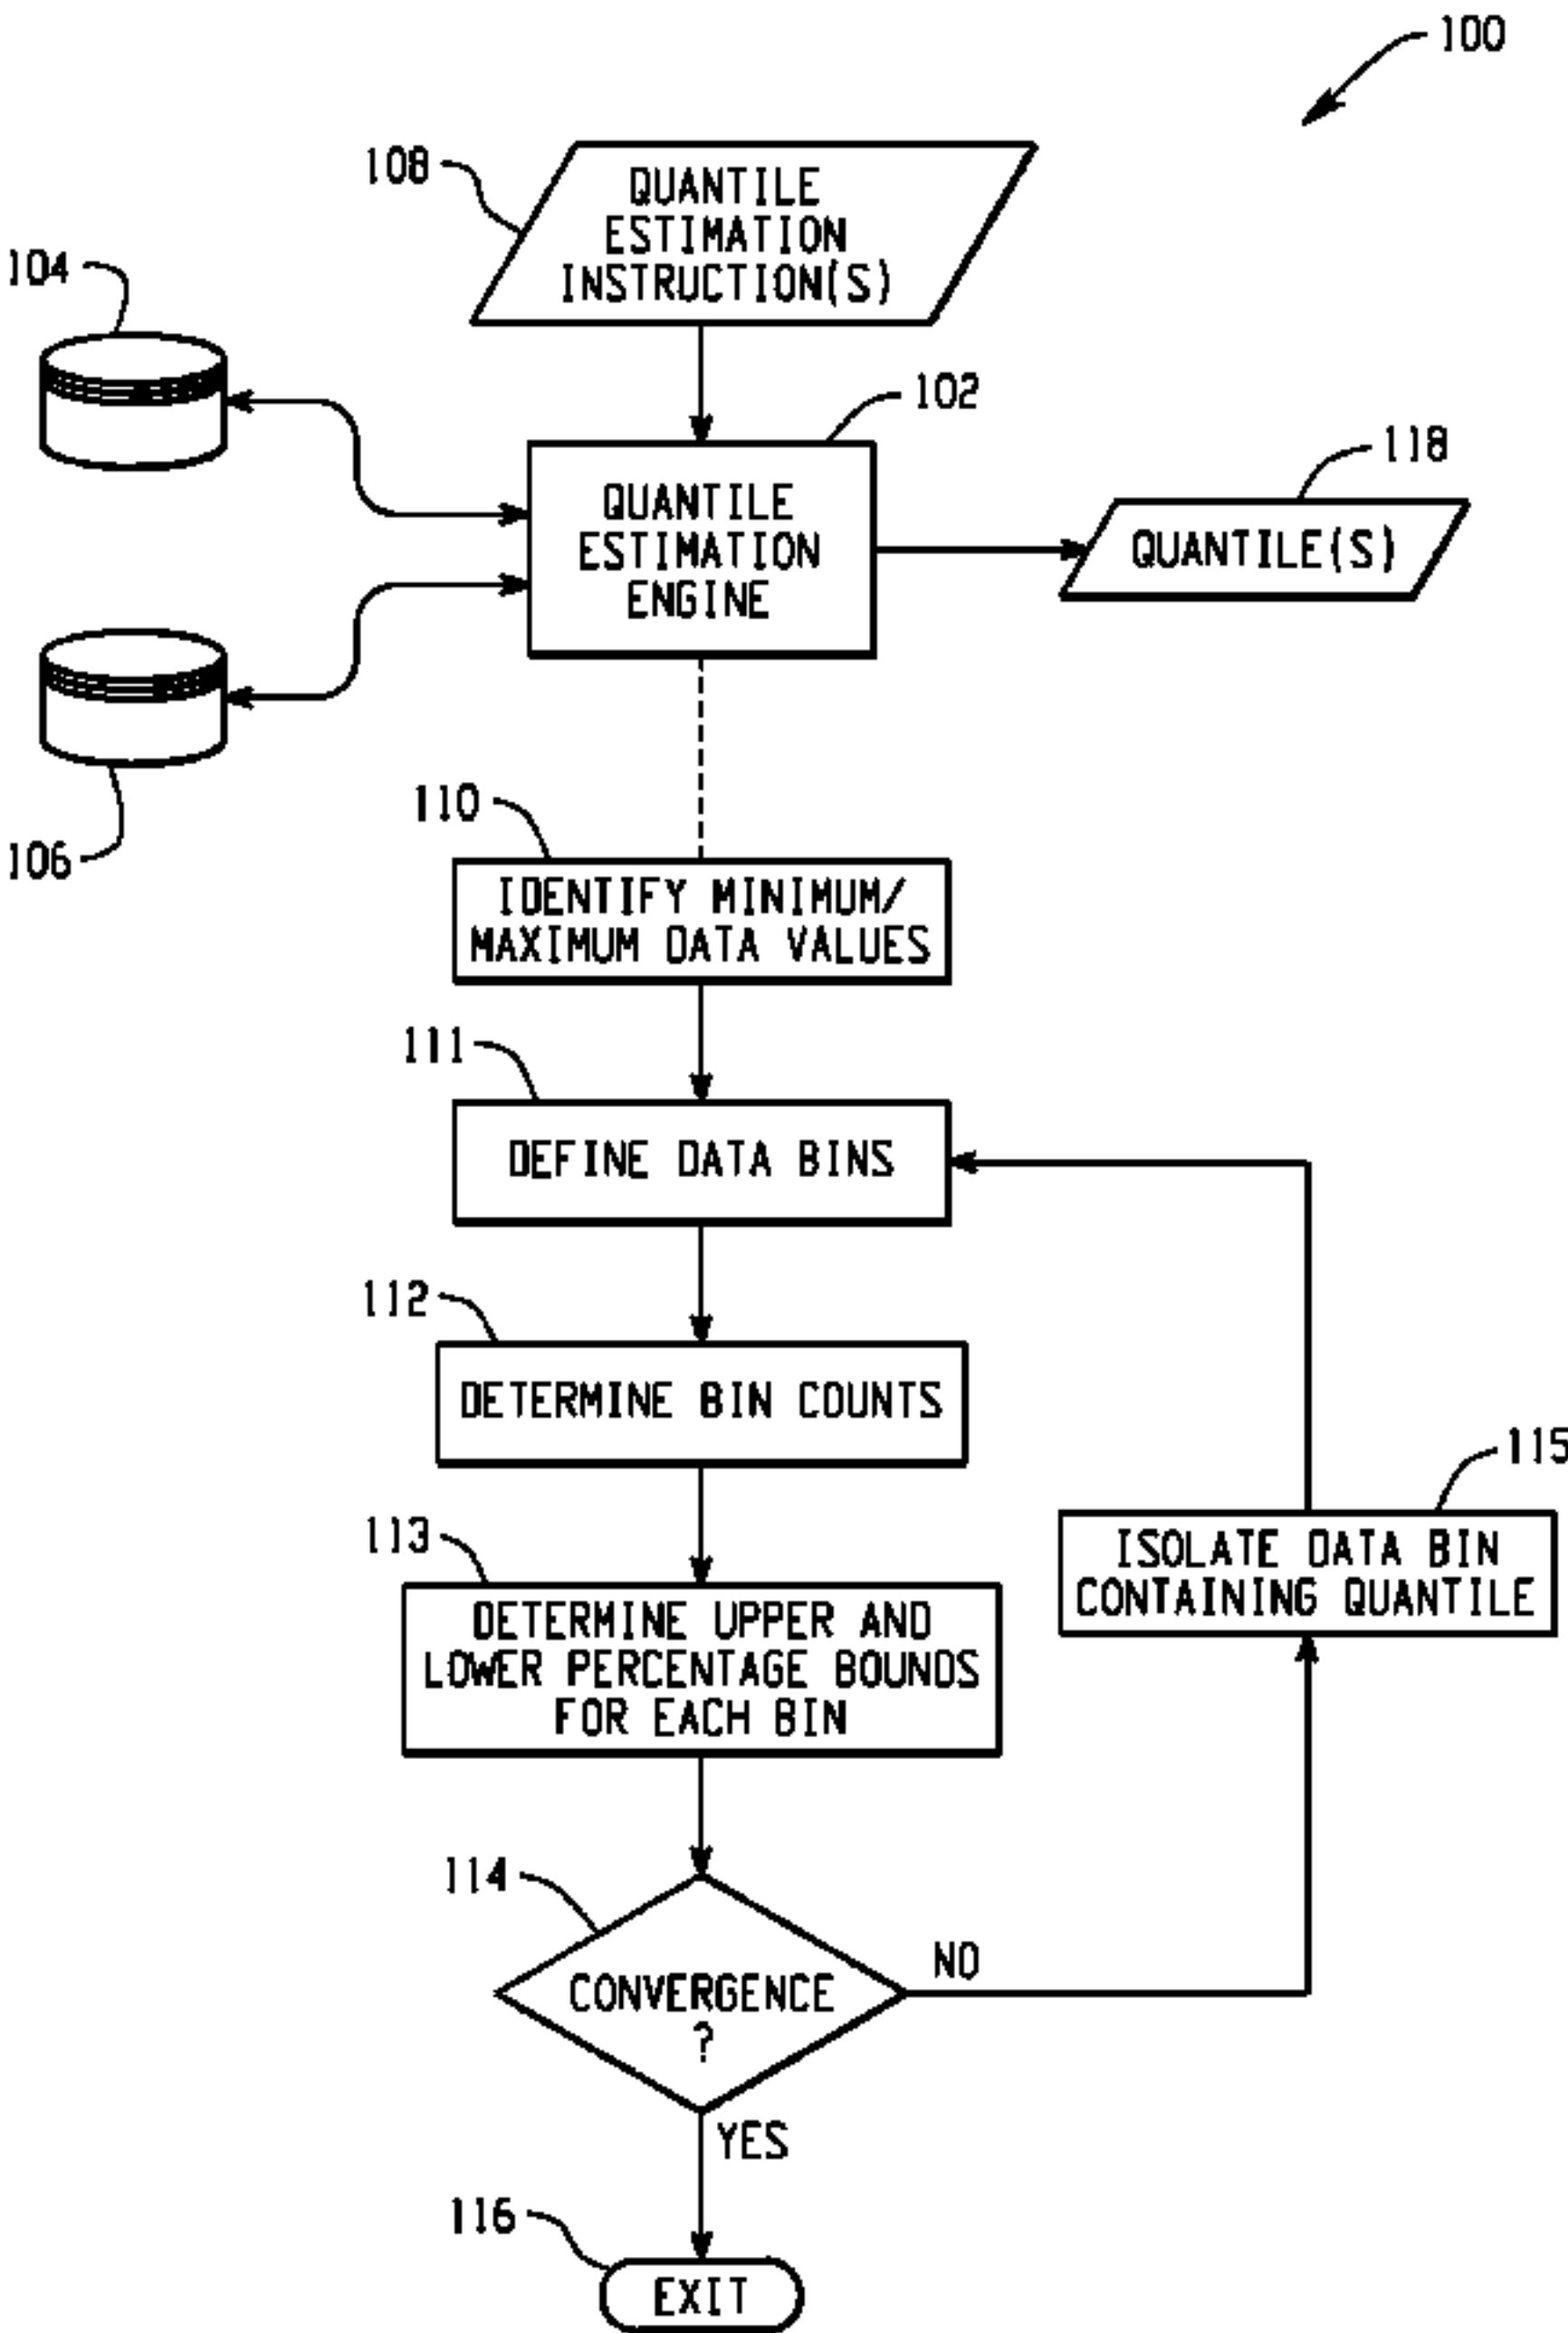 100
108
QUANTILE
ESTIMATION
INSTRUCTION(S)
104
102
118
QUANTILE
ESTIMATION
ENGINE
QUANTILE(S)
106
110
IDENTIFY MINIMUM/
MAXIMUM DATA VALUES
111
DEFINE DATA BINS
112
DETERMINE BIN COUNTS
115
ISOLATE DATA BIN
CONTAINING QUANTILE
113
DETERMINE UPPER AND
LOWER PERCENTAGE BOUNDS
FOR EACH BIN
114
CONVERGENCE
?
NO
YES
116
EXIT